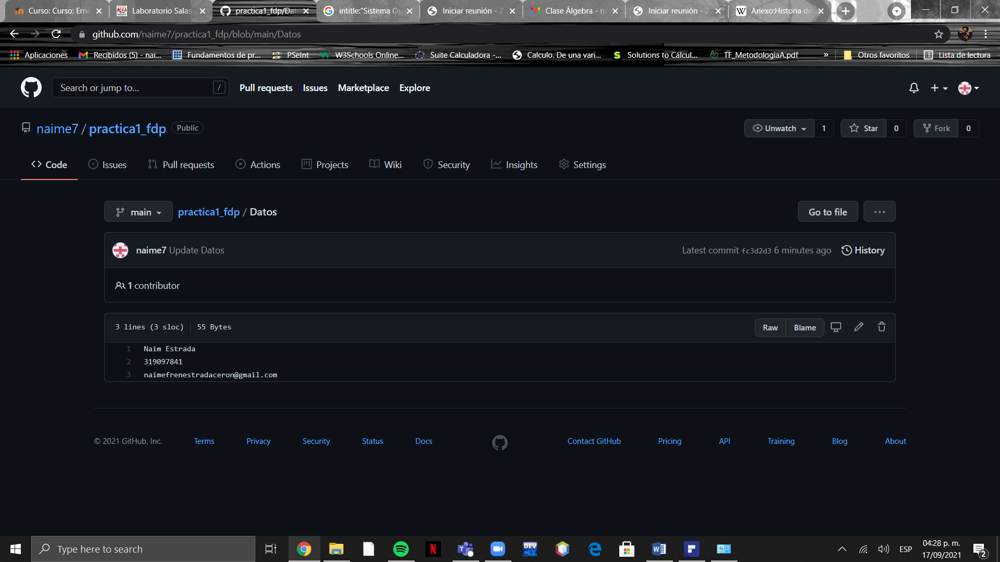 Curso: Curso: Erne
Laboratorio Salas
practica1_fdp/Dat
intitle:"Sistema Op
Iniciar reunión - Z
Clase Álgebra - na
Iniciar reunión - Z
Anexo:Historia de
github.com/naime7/practica1_fdp/blob/main/Datos
Aplicaciones
Recibidos (5) - nai...
Fundamentos de pr...
PSeInt
W3Schools Online...
Suite Calculadora -...
Calculo. De una vari...
Solutions to Cálcul...
TF_MetodologiaA.pdf
»
Otros favoritos
Lista de lectura
Search or jump to...
/
Pull requests
Issues
Marketplace
Explore
naime7 / practica1_fdp
Public
Unwatch
1
Star
0
Fork
0
Code
Issues
Pull requests
Actions
Projects
Wiki
Security
Insights
Settings
main
practica1_fdp / Datos
Go to file
...
naime7 Update Datos
Latest commit fc3d2d3 6 minutes ago
History
1 contributor
3 lines (3 sloc)
55 Bytes
Raw
Blame
1 Naim Estrada
2 319097841
3 naimefrenestradaceron@gmail.com
© 2021 GitHub, Inc.
Terms
Privacy
Security
Status
Docs
Contact GitHub
Pricing
API
Training
Blog
About
Type here to search
N
DEV
C++
ESP
04:28 p. m.
17/09/2021
2